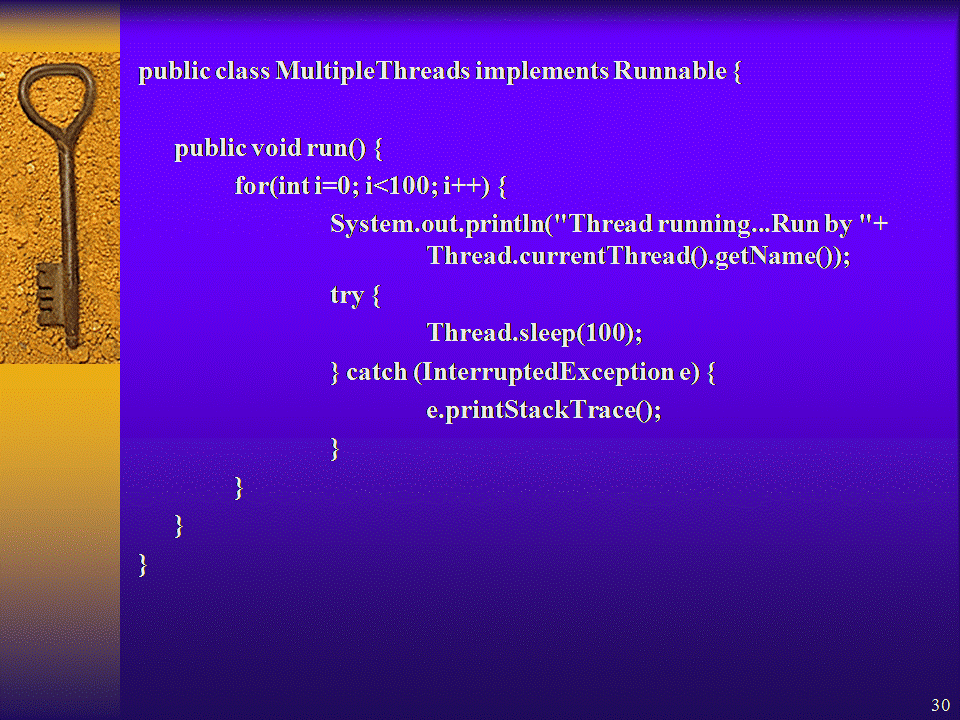 public class MultipleThreads implements Runnable {
public void run() {
for(int i=0; i<100; i++) {
System.out.println("Thread running...Run by "+
Thread.currentThread().getName());
try {
Thread.sleep(100);
} catch (InterruptedException e) {
e.printStackTrace();
}
}
}
}
30